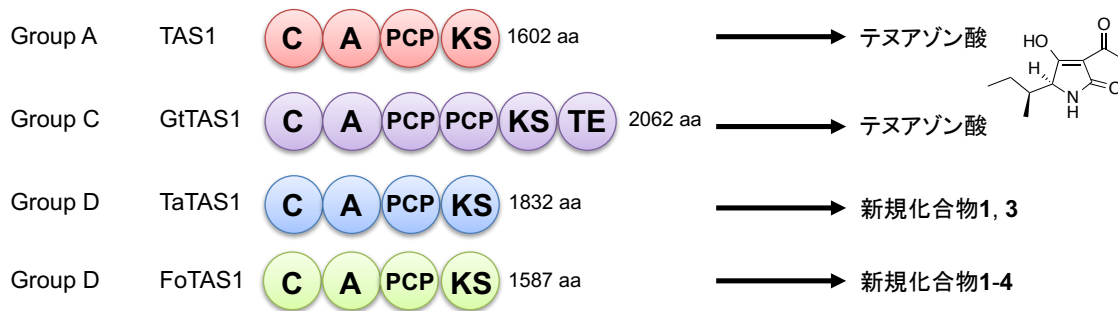 Group A TAS1 C A PCP KS 1602 aa テヌアゾン酸
HO O H O NH
Group C GtTAS1 C A PCP PCP KS TE 2062 aa テヌアゾン酸
Group D TaTAS1 C A PCP KS 1832 aa 新規化合物1, 3
Group D FoTAS1 C A PCP KS 1587 aa 新規化合物1-4